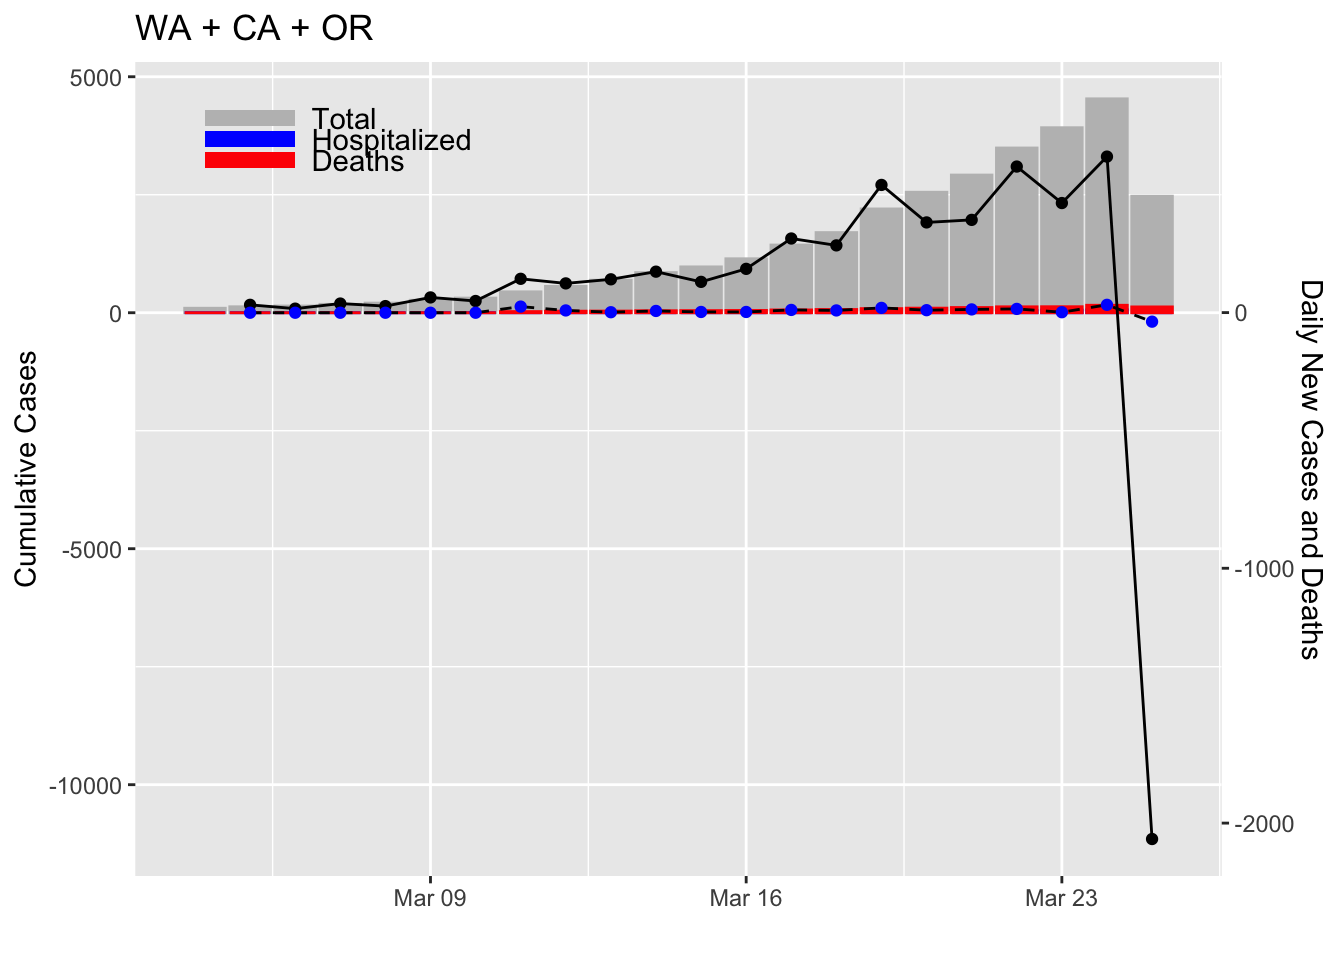 WA + CA + OR
Total
Hospitalized
Deaths
5000
0
-5000
-10000
Cumulative Cases
0
-1000
-2000
Daily New Cases and Deaths
Mar 09
Mar 16
Mar 23